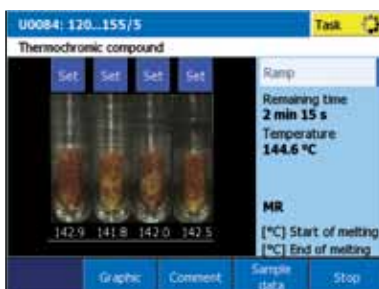 U0084: 120...155/5
Task
Thermochromic compound
Set Set Set Set
Ramp
Remaining time
2 min 15 s
Temperature
144.6 °C
MR
142.9 141.8 142.0 142.5
[°C] Start of melting
[°C] End of melting
Graphic
Comment
Sample data
Stop